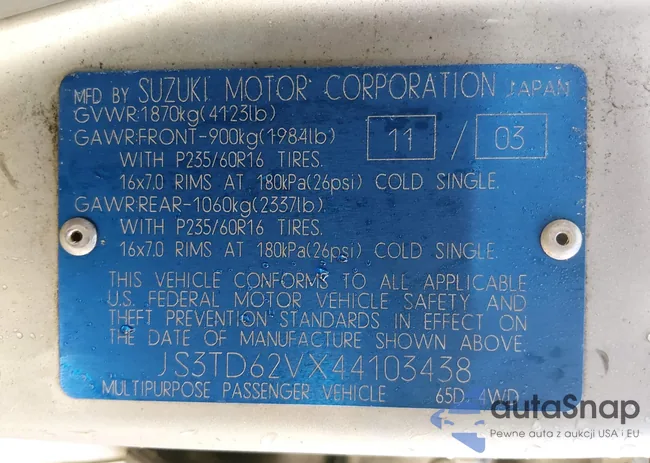 MFD BY SUZUKI MOTOR CORPORATION JAPAN
GVWR:1870kg(4123lb)
GAWR:FRONT-900kg(1984lb)
11 / 03
WITH P235/60R16 TIRES.
16x7.0 RIMS AT 180kPa(26psi) COLD SINGLE.
GAWR:REAR-1060kg(2337lb)
WITH P235/60R16 TIRES.
16x7.0 RIMS AT 180kPa(26psi) COLD SINGLE.
THIS VEHICLE CONFORMS TO ALL APPLICABLE
U.S. FEDERAL MOTOR VEHICLE SAFETY AND
THEFT PREVENTION STANDARDS IN EFFECT ON
THE DATE OF MANUFACTURE SHOWN ABOVE.
JS3TD62VX44103438
MULTIPURPOSE PASSENGER VEHICLE 65D 4WD
autaSnap
Pewne auta z aukcji USA i EU